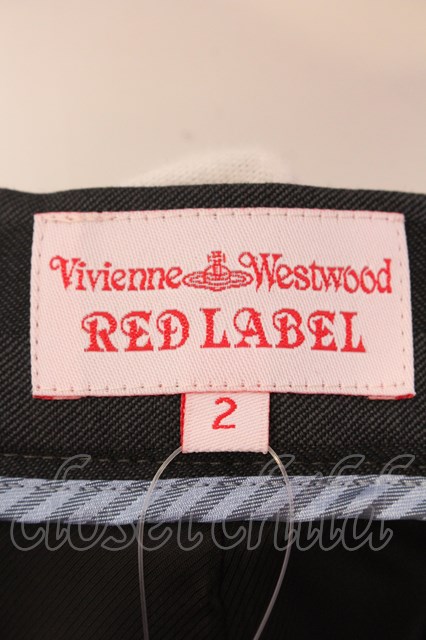 Vivienne Westwood
RED LABEL
2
closet child